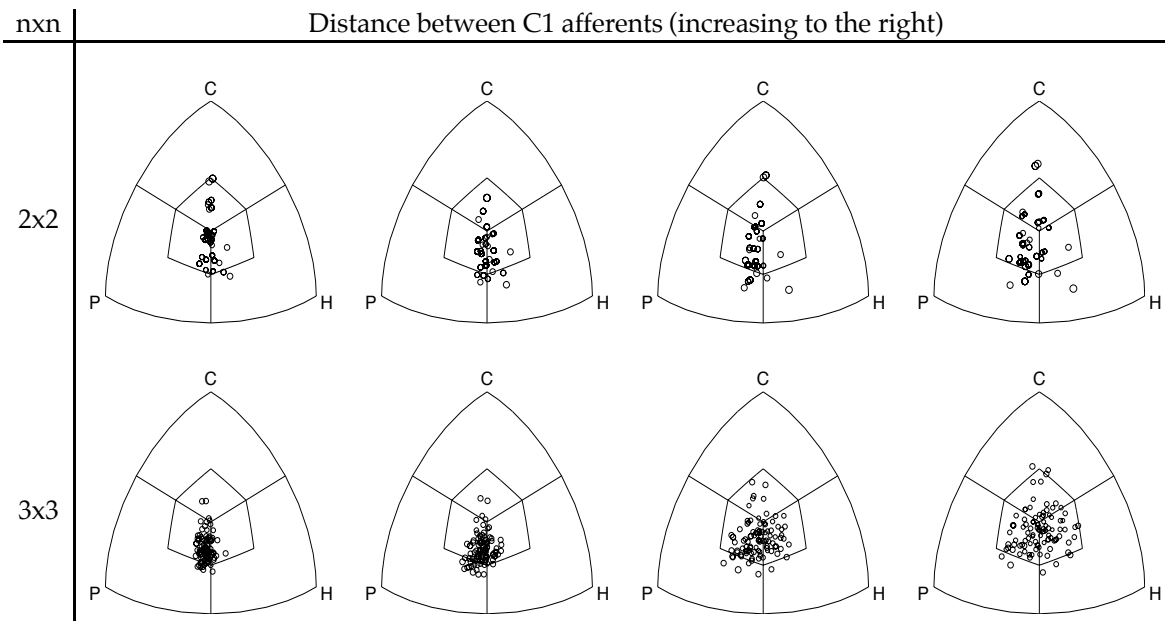 nxn Distance between C1 afferents (increasing to the right)
C C C C
2x2
P H P H P H P H
C C C C
3x3
P H P H P H P H